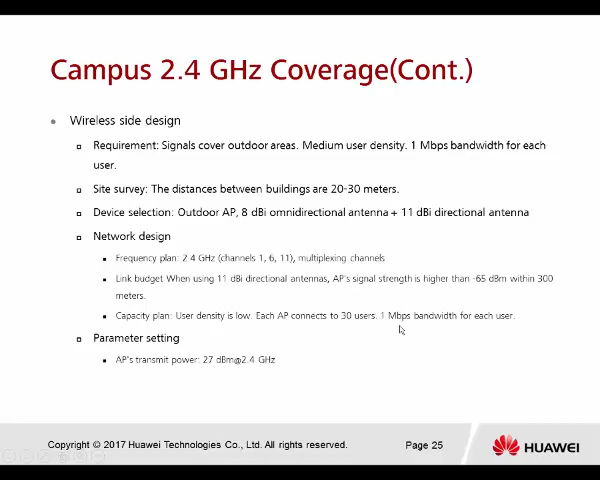 Campus 2.4 GHz Coverage(Cont.)
Wireless side design
Requirement: Signals cover outdoor areas. Medium user density. 1 Mbps bandwidth for each
user.
Site survey: The distances between buildings are 20-30 meters.
Device selection: Outdoor AP, 8 dBi omnidirectional antenna + 11 dBi directional antenna
Network design
Frequency plan: 2 4 GHz (channels 1, 6, 11), multiplexing channels
Link budget When using 11 dBi directional antennas, AP's signal strength is higher than -65 dBm within 300
meters.
Capacity plan: User density is low. Each AP connects to 30 users. 1 Mbps bandwidth for each user.
Parameter setting
AP's transmit power: 27 dBm@2.4 GHz
Copyright © 2017 Huawei Technologies Co., Ltd. All rights reserved.
Page 25
HUAWEI